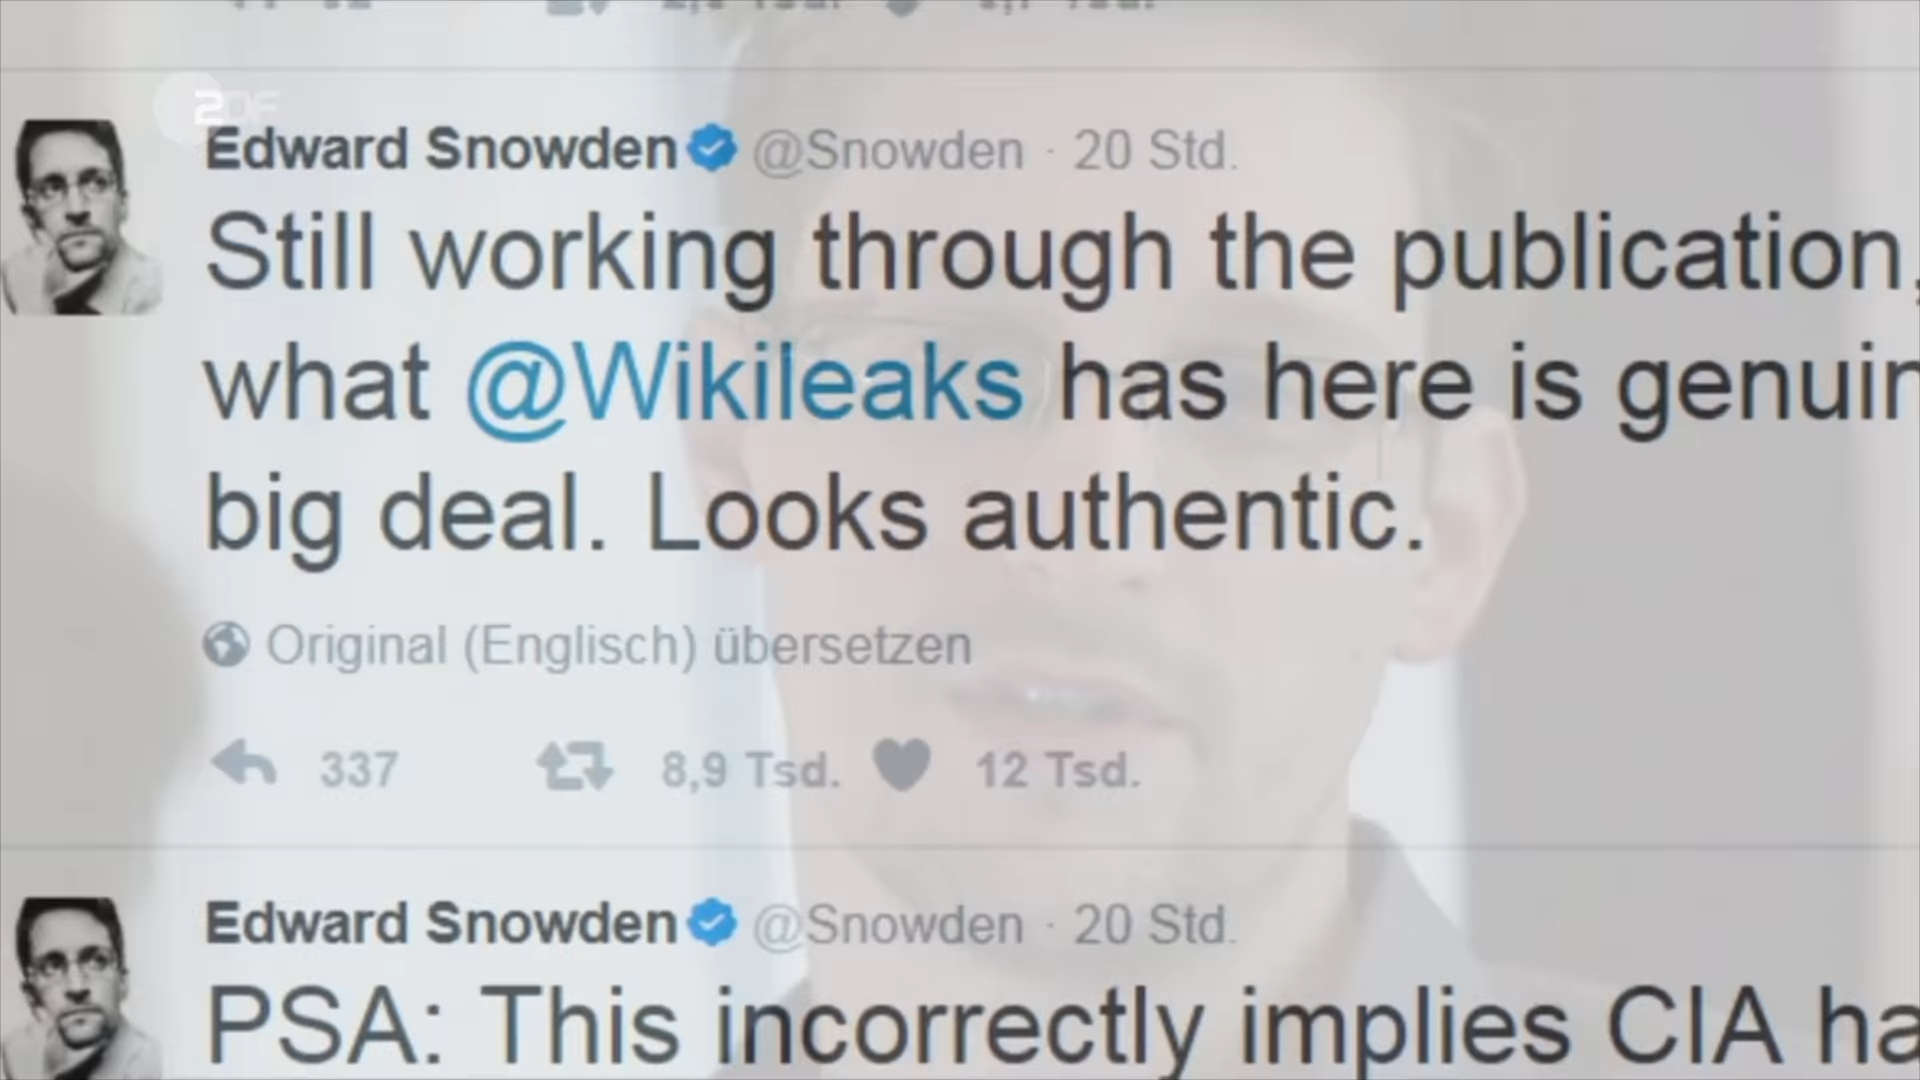 ZDF
Edward Snowden @Snowden · 20 Std.
Still working through the publication,
what @Wikileaks has here is
big deal. Looks authentic.
Original (Englisch) übersetzen
337 8,9 Tsd. 12 Tsd.
Edward Snowden @Snowden · 20 Std.
PSA: This incorrectly implies CIA